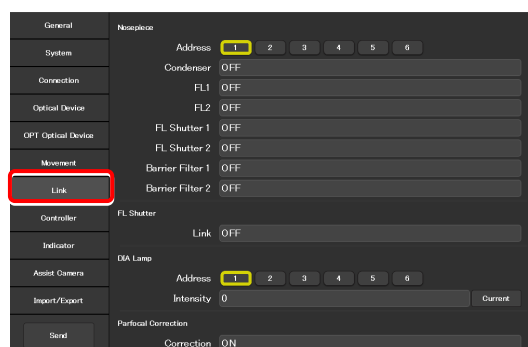 General
System
Connection
Optical Device
OPT Optical Device
Movement
Link
Controller
Indicator
Assist Camera
Import/Export
Send
Nosepiece
Address 1 2 3 4 5 6
Condenser OFF
FL1 OFF
FL2 OFF
FL Shutter 1 OFF
FL Shutter 2 OFF
Barrier Filter 1 OFF
Barrier Filter 2 OFF
FL Shutter
Link OFF
DIA Lamp
Address 1 2 3 4 5 6
Intensity 0 Current
Parfocal Correction
Correction ON